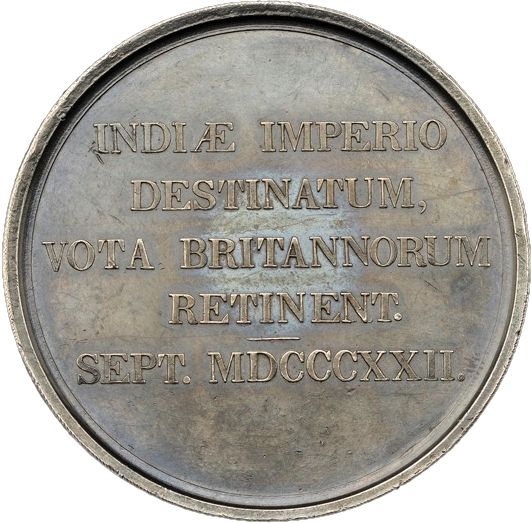 INDIÆ IMPERIO
DESTINATUM,
VOTA BRITANNORUM
RETINENT.
SEPT. MDCCCXXII.